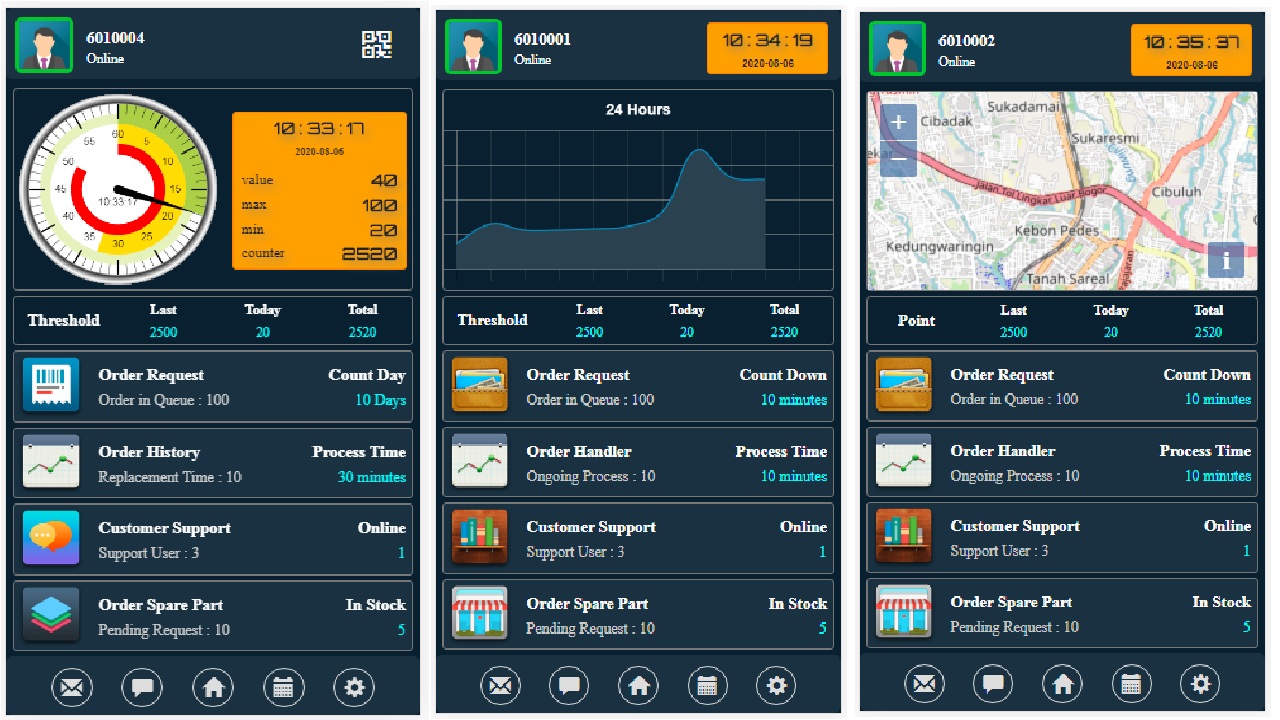 6010004
Online
60
5
10
15
20
25
30
35
40
45
50
55
10:33:17
10:33:17
2020-08-06
value 40
max 100
min 20
counter 2520
Threshold
Last Today Total
2500 20 2520
Order Request Count Day
Order in Queue : 100 10 Days
Order History Process Time
Replacement Time : 10 30 minutes
Customer Support Online
Support User : 3 1
Order Spare Part In Stock
Pending Request : 10 5
6010001
Online
10:34:19
2020-08-06
24 Hours
Threshold
Last Today Total
2500 20 2520
Order Request Count Down
Order in Queue : 100 10 minutes
Order Handler Process Time
Ongoing Process : 10 10 minutes
Customer Support Online
Support User : 3 1
Order Spare Part In Stock
Pending Request : 10 5
6010002
Online
10:35:37
2020-08-06
+
−
i
Sukadamai
Cibadak
Sukaresmi
Jalan Tol Lingkar Luar Bogor
Cibuluh
Kebon Pedes
Kedungwaringin
Tanah Sareal
Point
Last Today Total
2500 20 2520
Order Request Count Down
Order in Queue : 100 10 minutes
Order Handler Process Time
Ongoing Process : 10 10 minutes
Customer Support Online
Support User : 3 1
Order Spare Part In Stock
Pending Request : 10 5